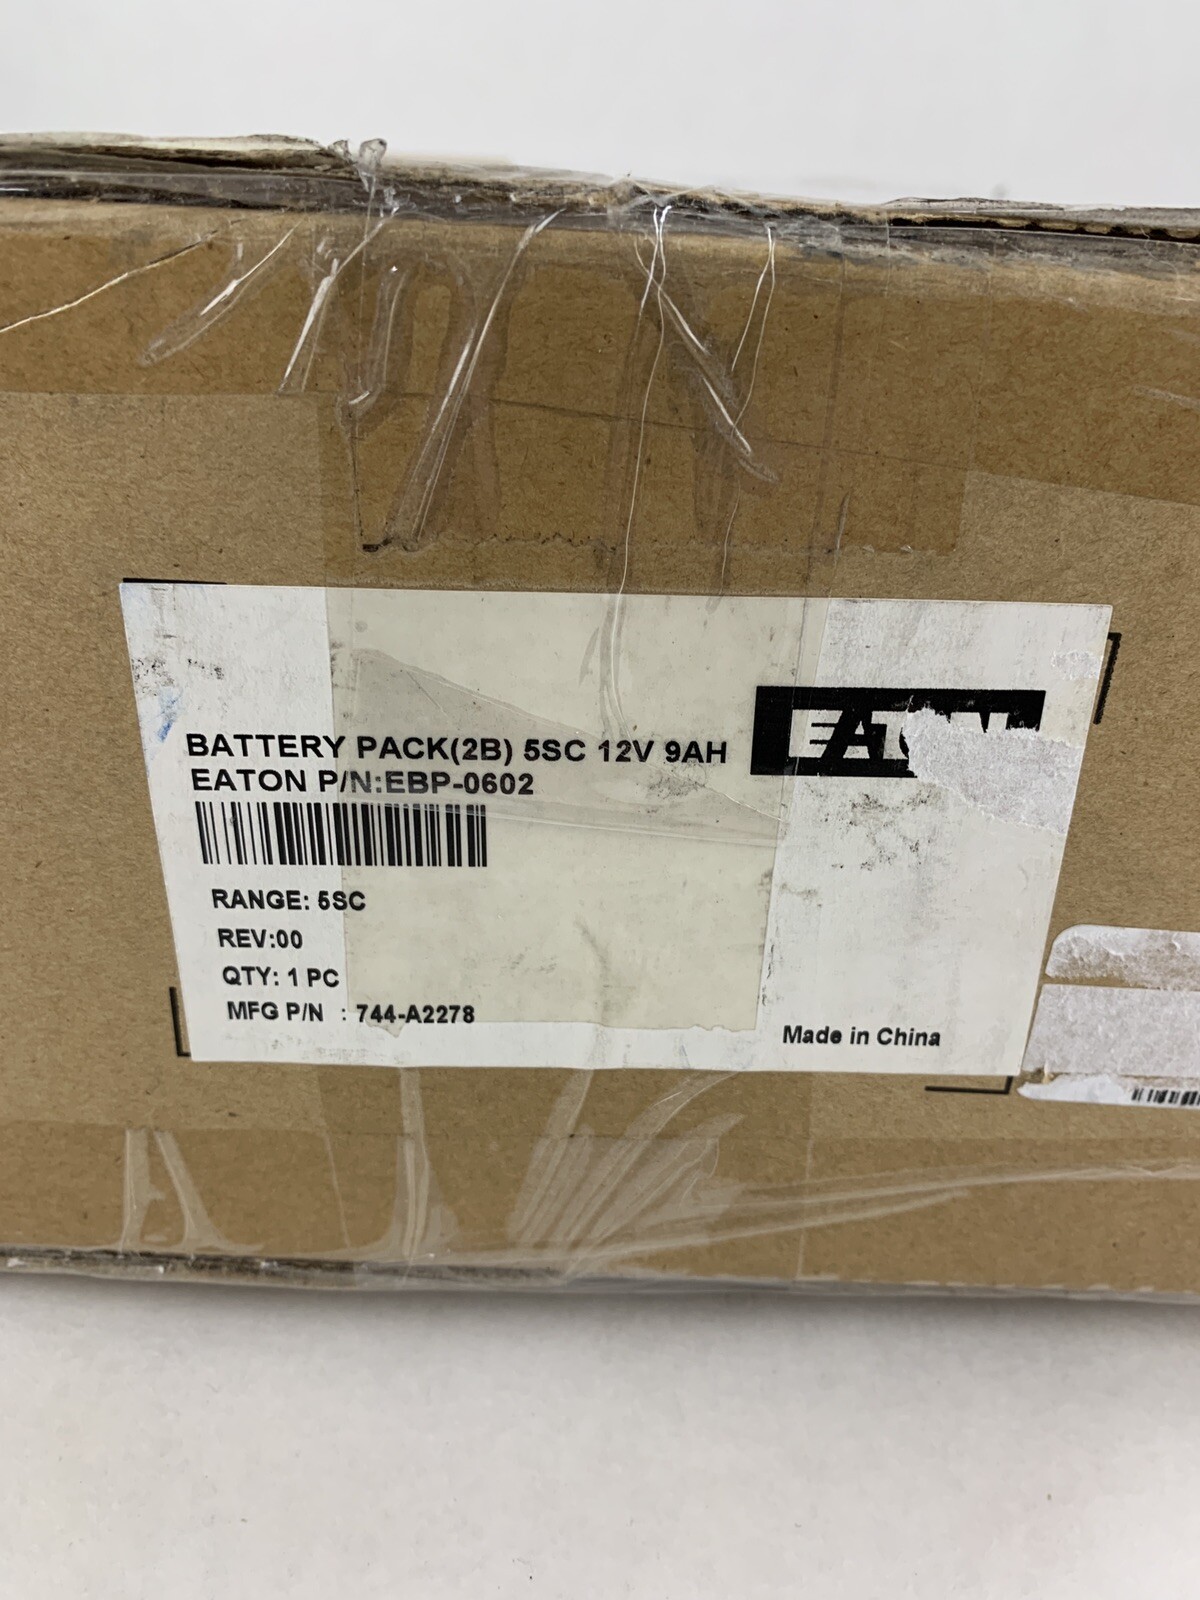 BATTERY PACK(2B) 5SC 12V 9AH
EATON P/N:EBP-0602
RANGE: 5SC
REV:00
QTY: 1 PC
MFG P/N : 744-A2278
Made in China